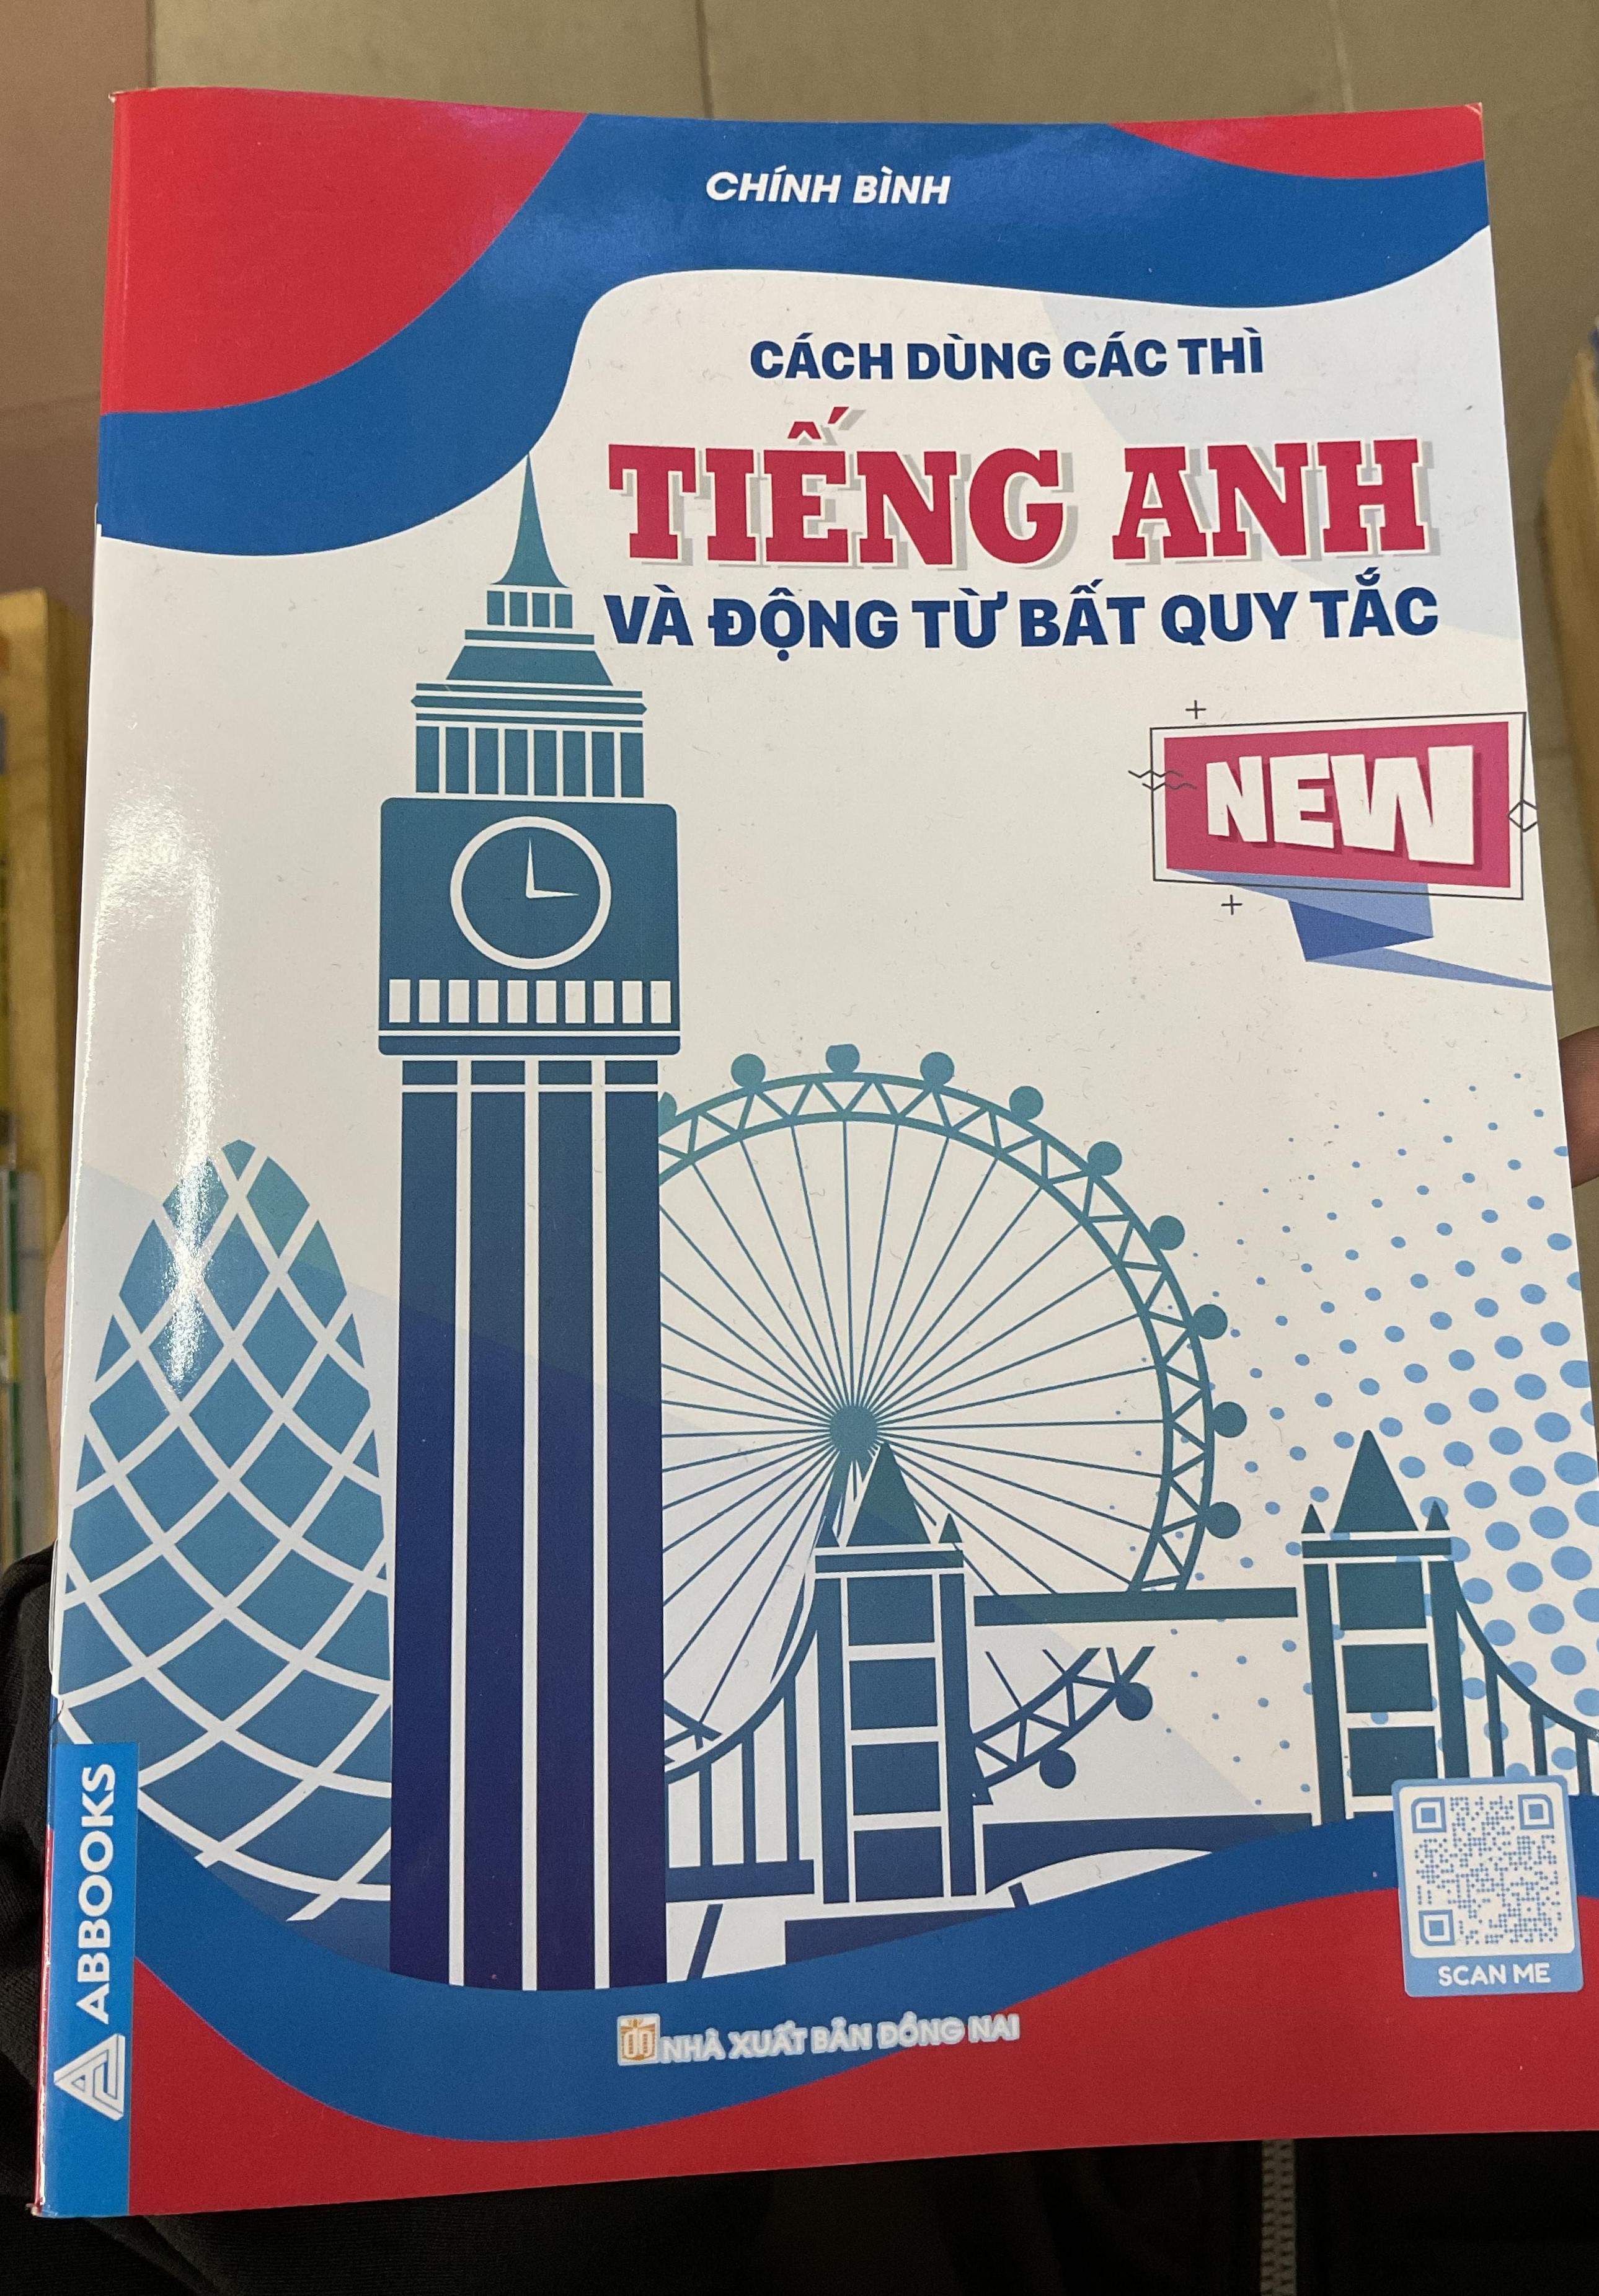 CHÍNH BÌNH
CÁCH DÙNG CÁC THÌ
TIẾNG ANH
VÀ ĐỘNG TỪ BẤT QUY TẮC
NEW
ABBOOKS
SCAN ME
NHÀ XUẤT BẢN ĐỒNG NAI